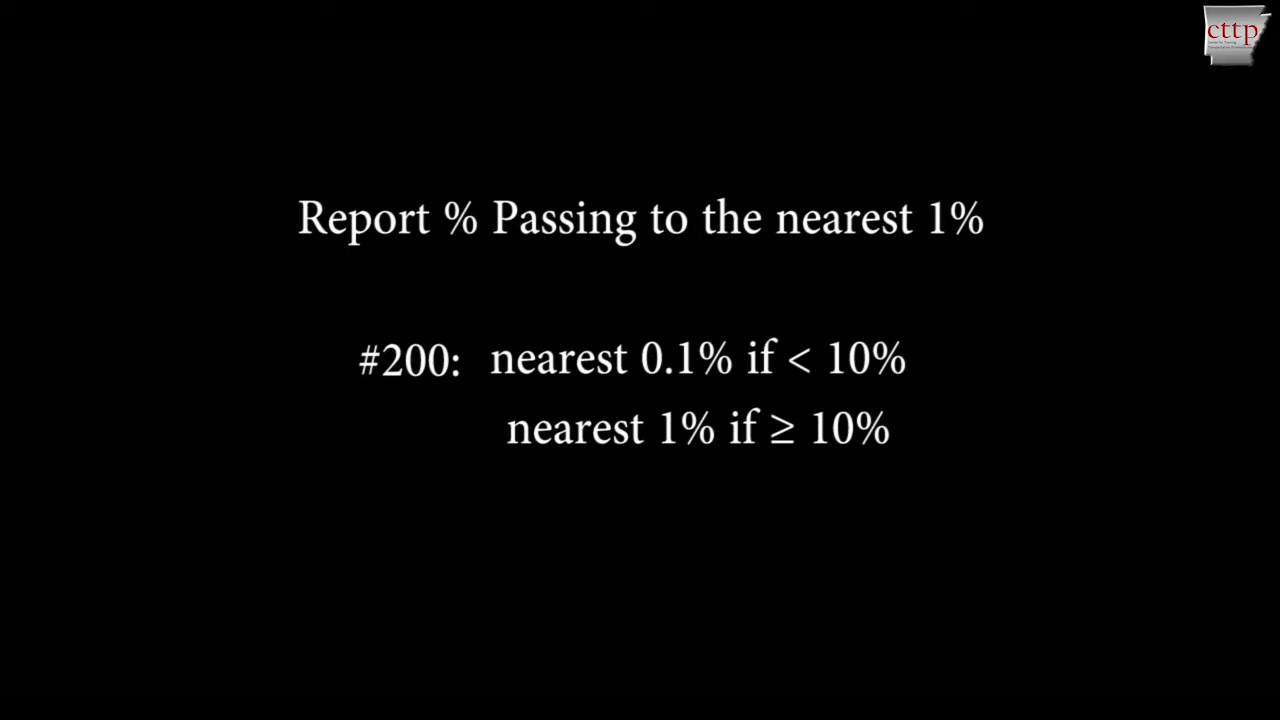 cttp
Report % Passing to the nearest 1%
#200: nearest 0.1% if < 10%
nearest 1% if ≥ 10%